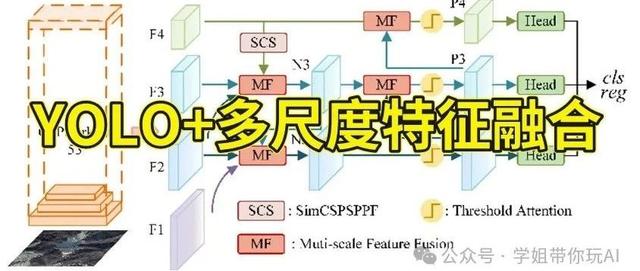 F4
MF
P4
Head
SCS
F3
N3
P3
MF
MF
Head
cls
reg
YOLO+多尺度特征融合
53
F2
MF
Head
F1
SCS : SimCSPSPPF
: Threshold Attention
MF : Muti-scale Feature Fusion
公众号 · 学姐带你玩AI